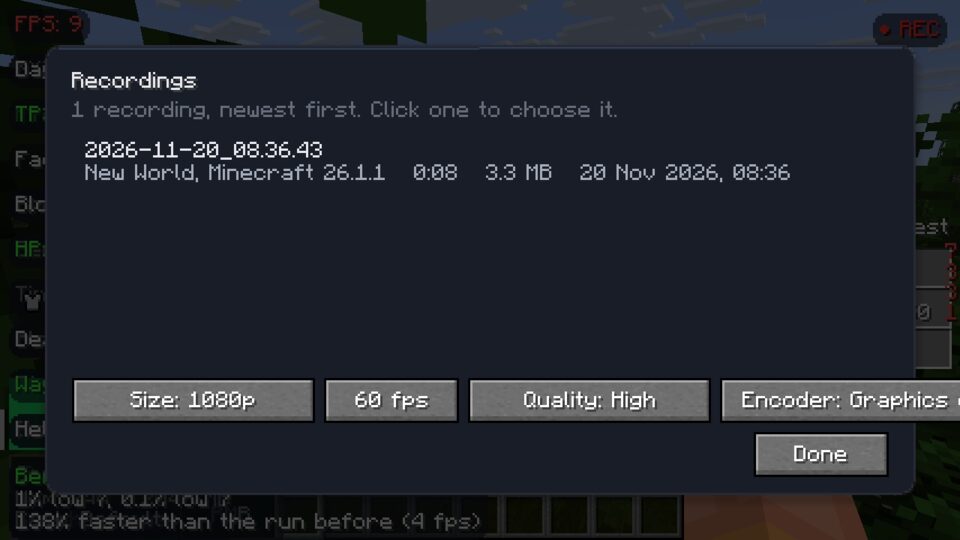 FPS: 9
REC
Recordings
1 recording, newest first. Click one to choose it.
2026-11-20_08.36.43
New World, Minecraft 26.1.1 0:08 3.3 MB 20 Nov 2026, 08:36
Size: 1080p
60 fps
Quality: High
Encoder: Graphics
Done
138% faster than the run before (4 fps)